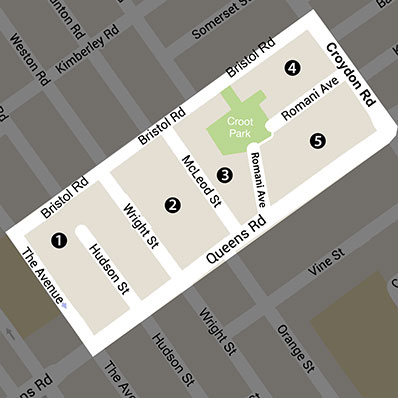 Somerset St
Buxton Rd
Weston Rd
Kimberley Rd
Bristol Rd
Croydon Rd
4
Romani Ave
Croot
Park
Bristol Rd
5
McLeod St
3
Romani Ave
Bristol Rd
2
Wright St
Queens Rd
1
Hudson St
The Avenue
Vine St
Wright St
Orange St
Hudson St